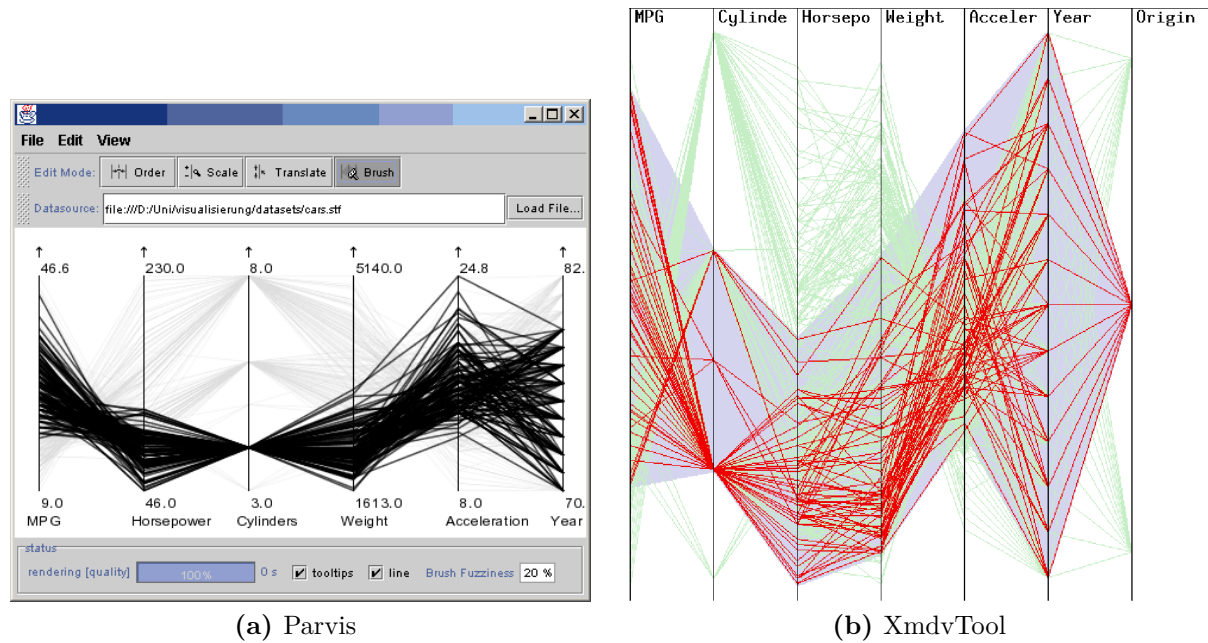 File Edit View
Edit Mode: Order Scale Translate Brush
Datasource: file:///D:/Uni/visualisierung/datasets/cars.stf Load File...
46.6 230.0 8.0 5140.0 24.8 82.
9.0 46.0 3.0 1613.0 8.0 70.
MPG Horsepower Cylinders Weight Acceleration Year
status
rendering [quality] 100% 0 s tooltips line Brush Fuzziness 20 %
(a) Parvis
MPG Cylinde Horsepo Weight Acceler Year Origin
(b) XmdvTool